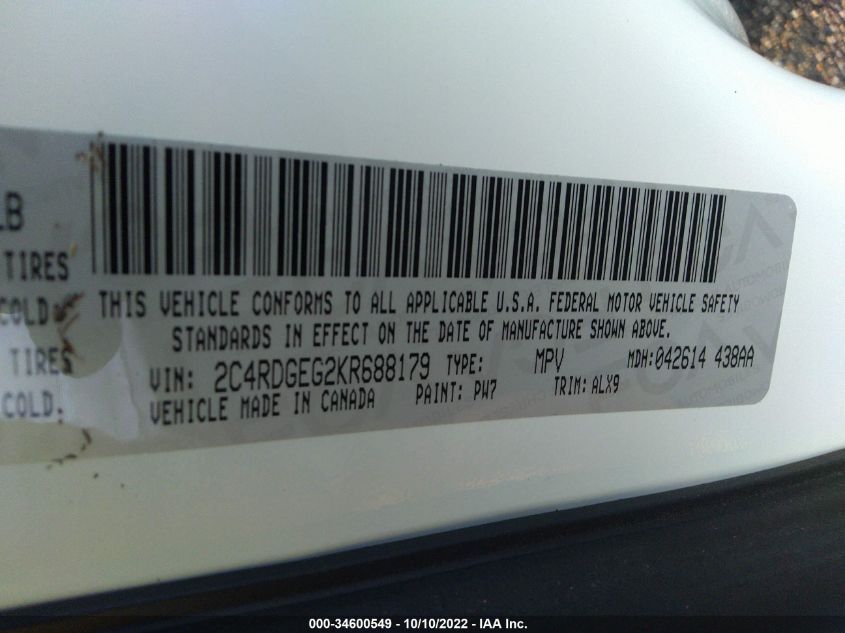 LB
TIRES
COLD
TIRES
COLD.
THIS VEHICLE CONFORMS TO ALL APPLICABLE U.S.A. FEDERAL MOTOR VEHICLE SAFETY
STANDARDS IN EFFECT ON THE DATE OF MANUFACTURE SHOWN ABOVE.
VIN: 2C4RDGEG2KR688179 TYPE: MPV MDH:042614 438AA
VEHICLE MADE IN CANADA PAINT: PW7 TRIM:ALX9
000-34600549 - 10/10/2022 - IAA Inc.